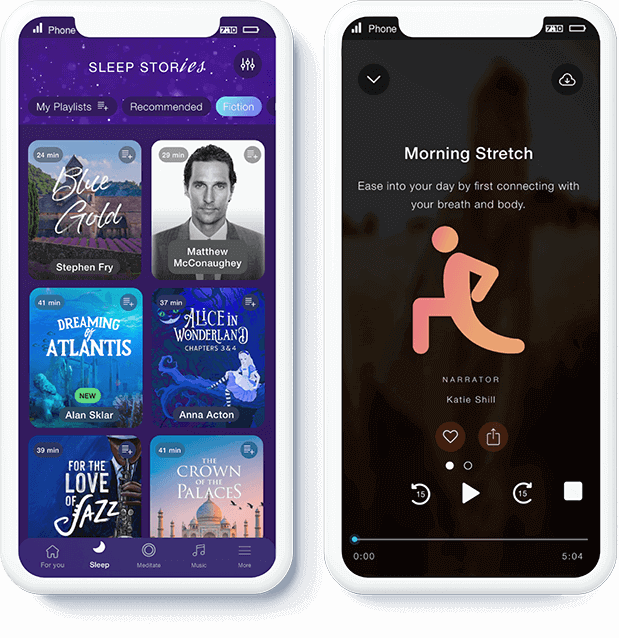 Phone 7:10
SLEEP STORies
My Playlists Recommended Fiction
24 min
Blue
Gold
Stephen Fry
29 min
Matthew
McConaughey
41 min
DREAMING
of
ATLANTIS
NEW
Alan Sklar
37 min
ALICE IN
WONDERLAND
CHAPTERS 3 & 4
Anna Acton
39 min
FOR THE
LOVE
OF
JAZZ
41 min
THE
CROWN
OF THE
PALACES
For you Sleep Meditate Music More
Phone 7:10
Morning Stretch
Ease into your day by first connecting with
your breath and body.
NARRATOR
Katie Shill
15 15
0:00 5:04